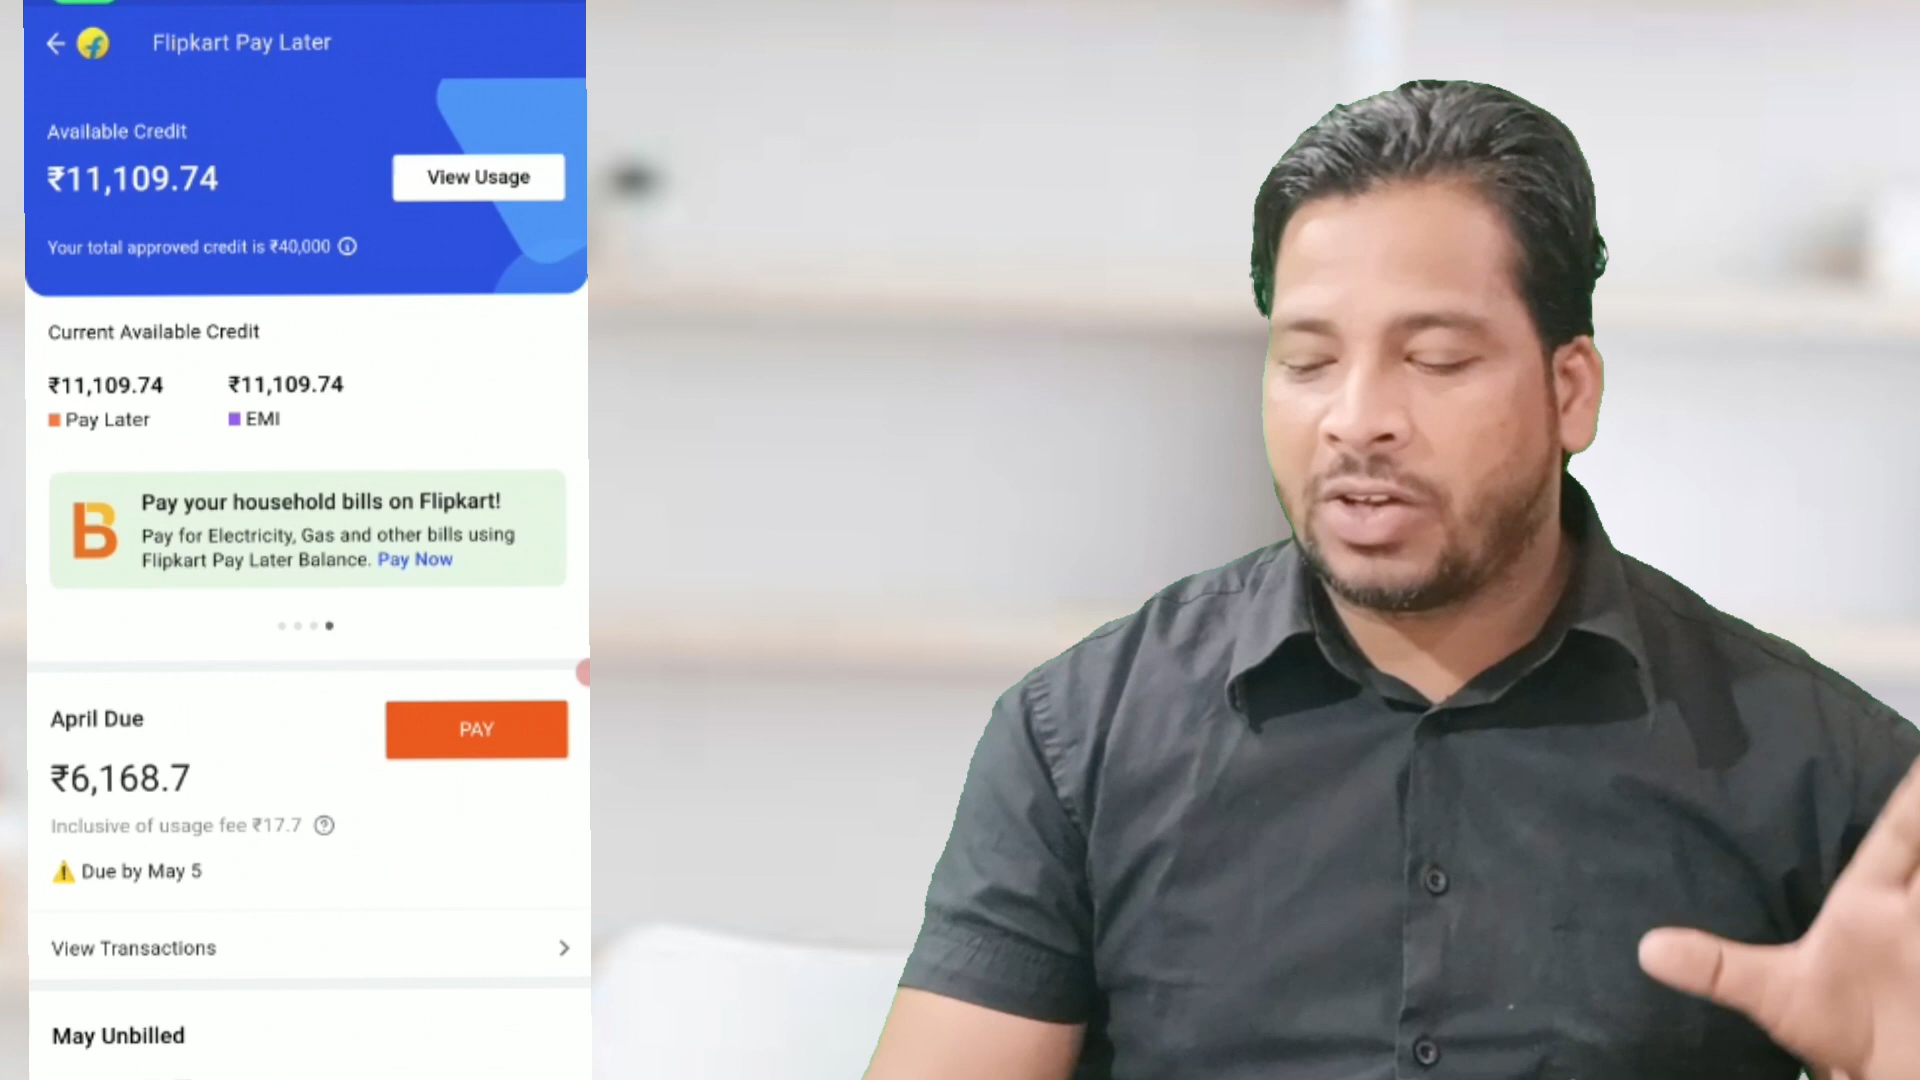 Flipkart Pay Later
Available Credit
₹11,109.74
View Usage
Your total approved credit is ₹40,000
Current Available Credit
₹11,109.74 ₹11,109.74
Pay Later EMI
Pay your household bills on Flipkart!
Pay for Electricity, Gas and other bills using
Flipkart Pay Later Balance. Pay Now
April Due
PAY
₹6,168.7
Inclusive of usage fee ₹17.7
Due by May 5
View Transactions
May Unbilled